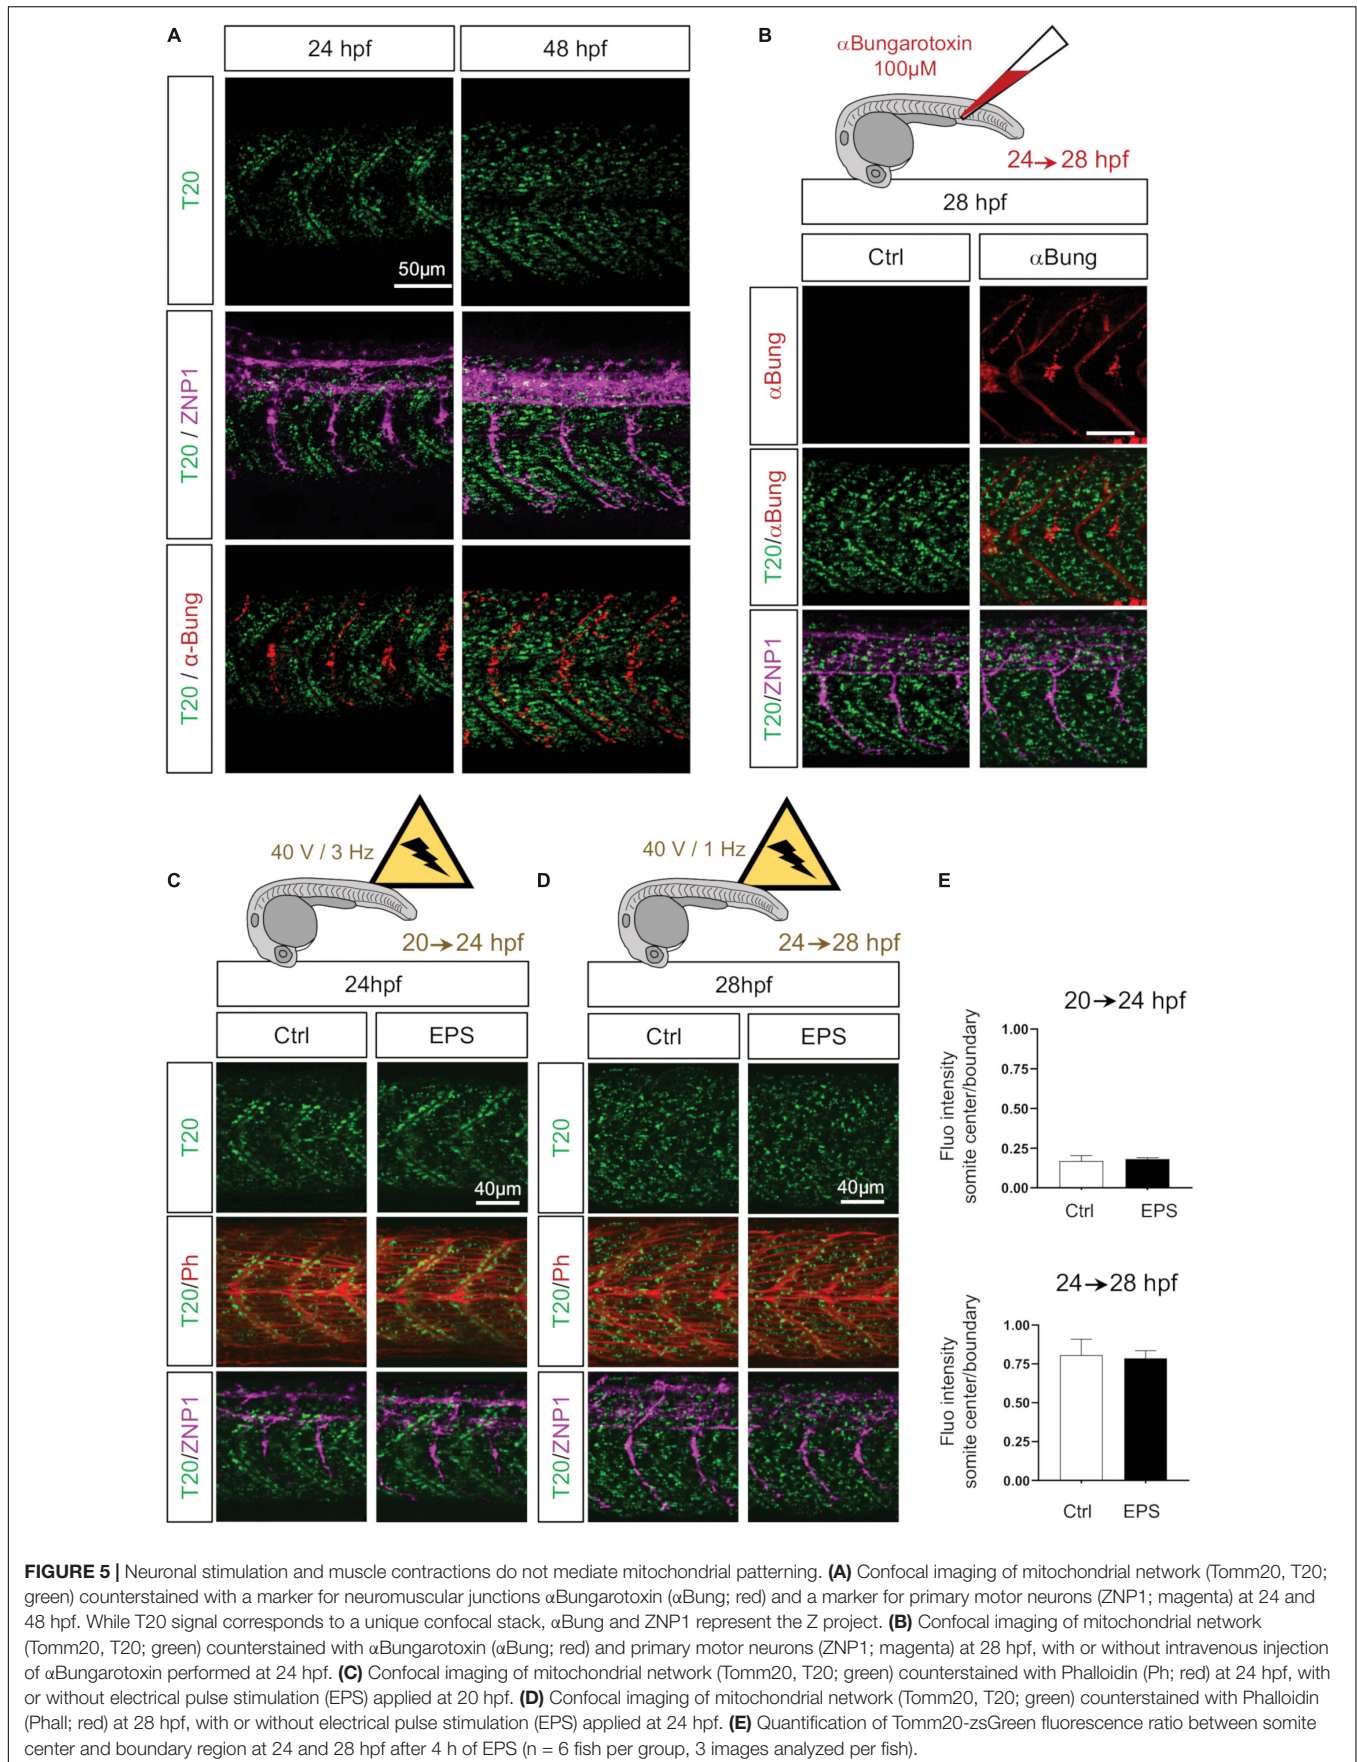 A
24 hpf
48 hpf
T20
50µm
T20 / ZNP1
T20 / α-Bung
B
αBungarotoxin
100µM
24→28 hpf
28 hpf
Ctrl
αBung
αBung
T20/αBung
T20/ZNP1
C
40 V / 3 Hz
20→24 hpf
24hpf
Ctrl
EPS
T20
40µm
T20/Ph
T20/ZNP1
D
40 V / 1 Hz
24→28 hpf
28hpf
Ctrl
EPS
T20
40µm
T20/Ph
T20/ZNP1
E
20→24 hpf
Fluo intensity
somite center/boundary
1.00
0.75
0.50
0.25
0.00
Ctrl
EPS
24→28 hpf
Fluo intensity
somite center/boundary
1.00
0.75
0.50
0.25
0.00
Ctrl
EPS
FIGURE 5 | Neuronal stimulation and muscle contractions do not mediate mitochondrial patterning. (A) Confocal imaging of mitochondrial network (Tomm20, T20;
green) counterstained with a marker for neuromuscular junctions αBungarotoxin (αBung; red) and a marker for primary motor neurons (ZNP1; magenta) at 24 and
48 hpf. While T20 signal corresponds to a unique confocal stack, αBung and ZNP1 represent the Z project. (B) Confocal imaging of mitochondrial network
(Tomm20, T20; green) counterstained with αBungarotoxin (αBung; red) and primary motor neurons (ZNP1; magenta) at 28 hpf, with or without intravenous injection
of αBungarotoxin performed at 24 hpf. (C) Confocal imaging of mitochondrial network (Tomm20, T20; green) counterstained with Phalloidin (Ph; red) at 24 hpf, with
or without electrical pulse stimulation (EPS) applied at 20 hpf. (D) Confocal imaging of mitochondrial network (Tomm20, T20; green) counterstained with Phalloidin
(Phall; red) at 28 hpf, with or without electrical pulse stimulation (EPS) applied at 24 hpf. (E) Quantification of Tomm20-zsGreen fluorescence ratio between somite
center and boundary region at 24 and 28 hpf after 4 h of EPS (n = 6 fish per group, 3 images analyzed per fish).